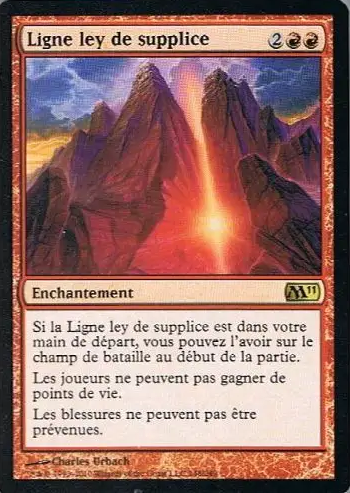 Ligne ley de supplice 2
Enchantement M11
Si la Ligne ley de supplice est dans votre
main de départ, vous pouvez l'avoir sur le
champ de bataille au début de la partie.
Les joueurs ne peuvent pas gagner de
points de vie.
Les blessures ne peuvent pas être
prévenues.
Charles Urbach